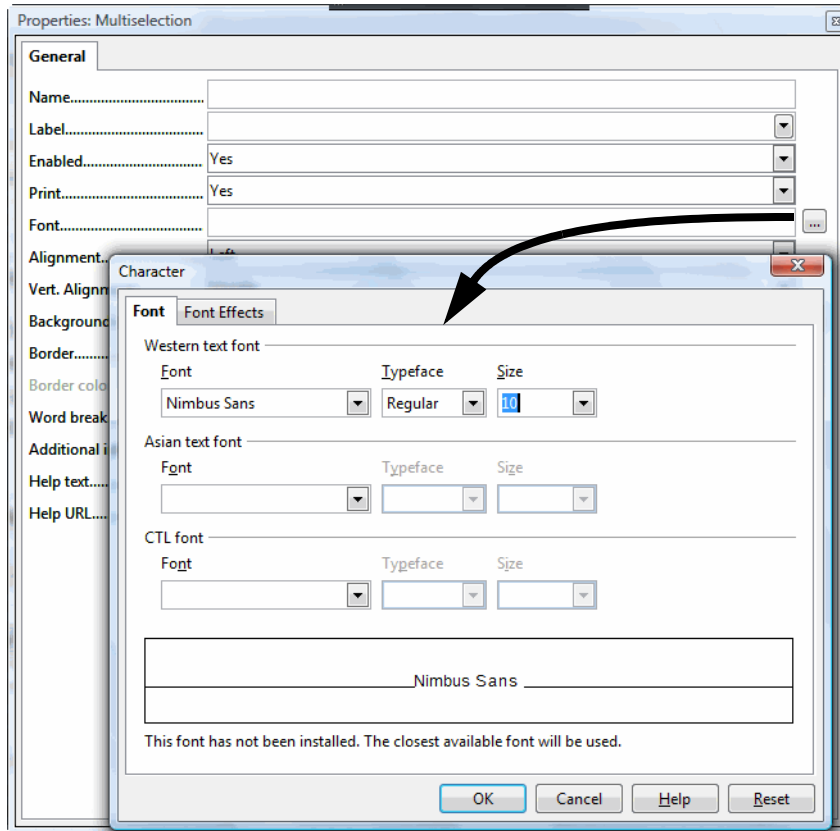 Properties: Multiselection
General
Name..................................
Label...................................
Enabled.............................. Yes
Print................................... Yes
Font................................... ...
Alignment.. Left
Vert. Alignm
Background
Border.........
Border colo
Word break
Additional i
Help text.....
Help URL....
Character
Font Font Effects
Western text font
Font Typeface Size
Nimbus Sans Regular 10
Asian text font
Font Typeface Size
CTL font
Font Typeface Size
Nimbus Sans
This font has not been installed. The closest available font will be used.
OK Cancel Help Reset